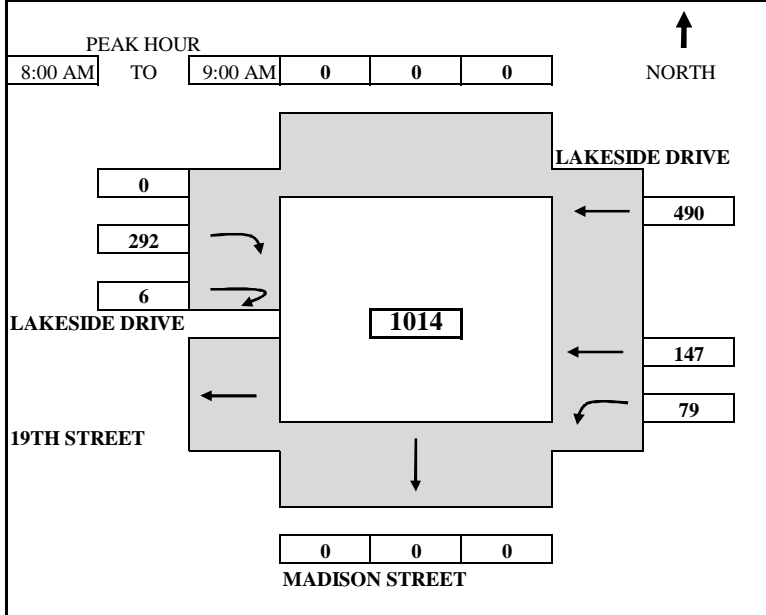 PEAK HOUR
8:00 AM TO 9:00 AM 0 0 0 NORTH
LAKESIDE DRIVE
0
490
292
6
1014
LAKESIDE DRIVE
147
79
19TH STREET
0 0 0
MADISON STREET